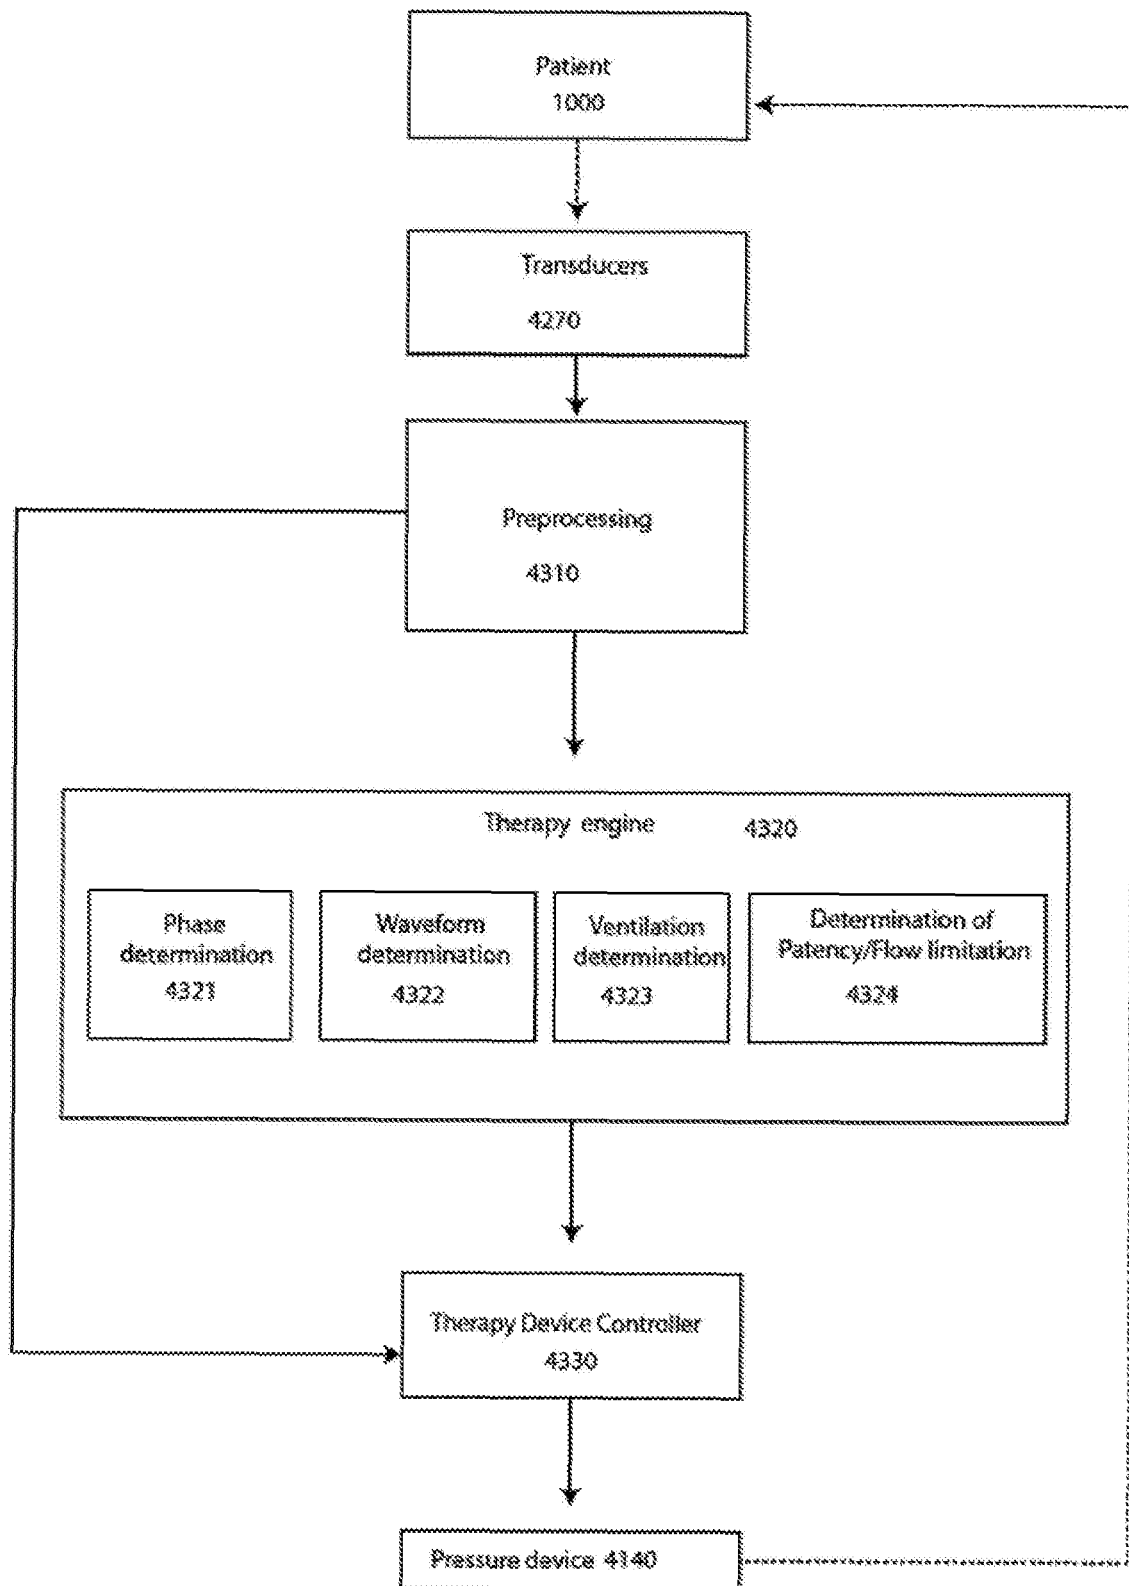 Patient
1000
Transducers
4270
Preprocessing
4310
Therapy engine 4320
Phase
determination
4321
Waveform
determination
4322
Ventilation
determination
4323
Determination of
Patency/Flow limitation
4324
Therapy Device Controller
4330
Pressure device 4140